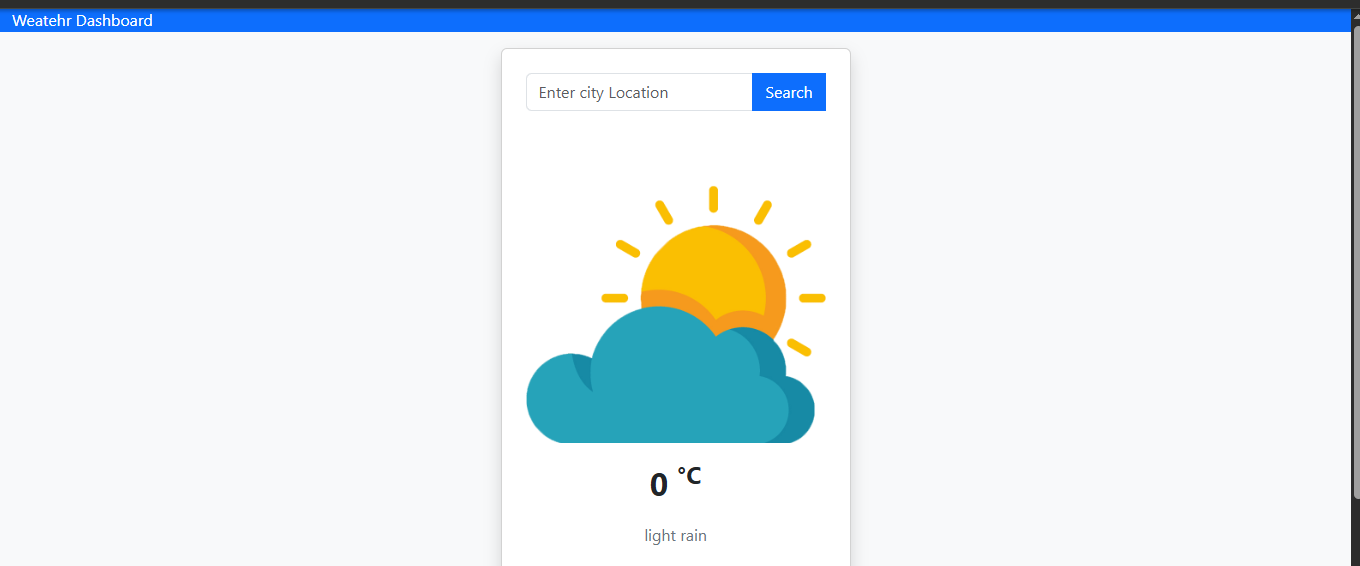 Weatehr Dashboard
Enter city Location
Search
0 °C
light rain